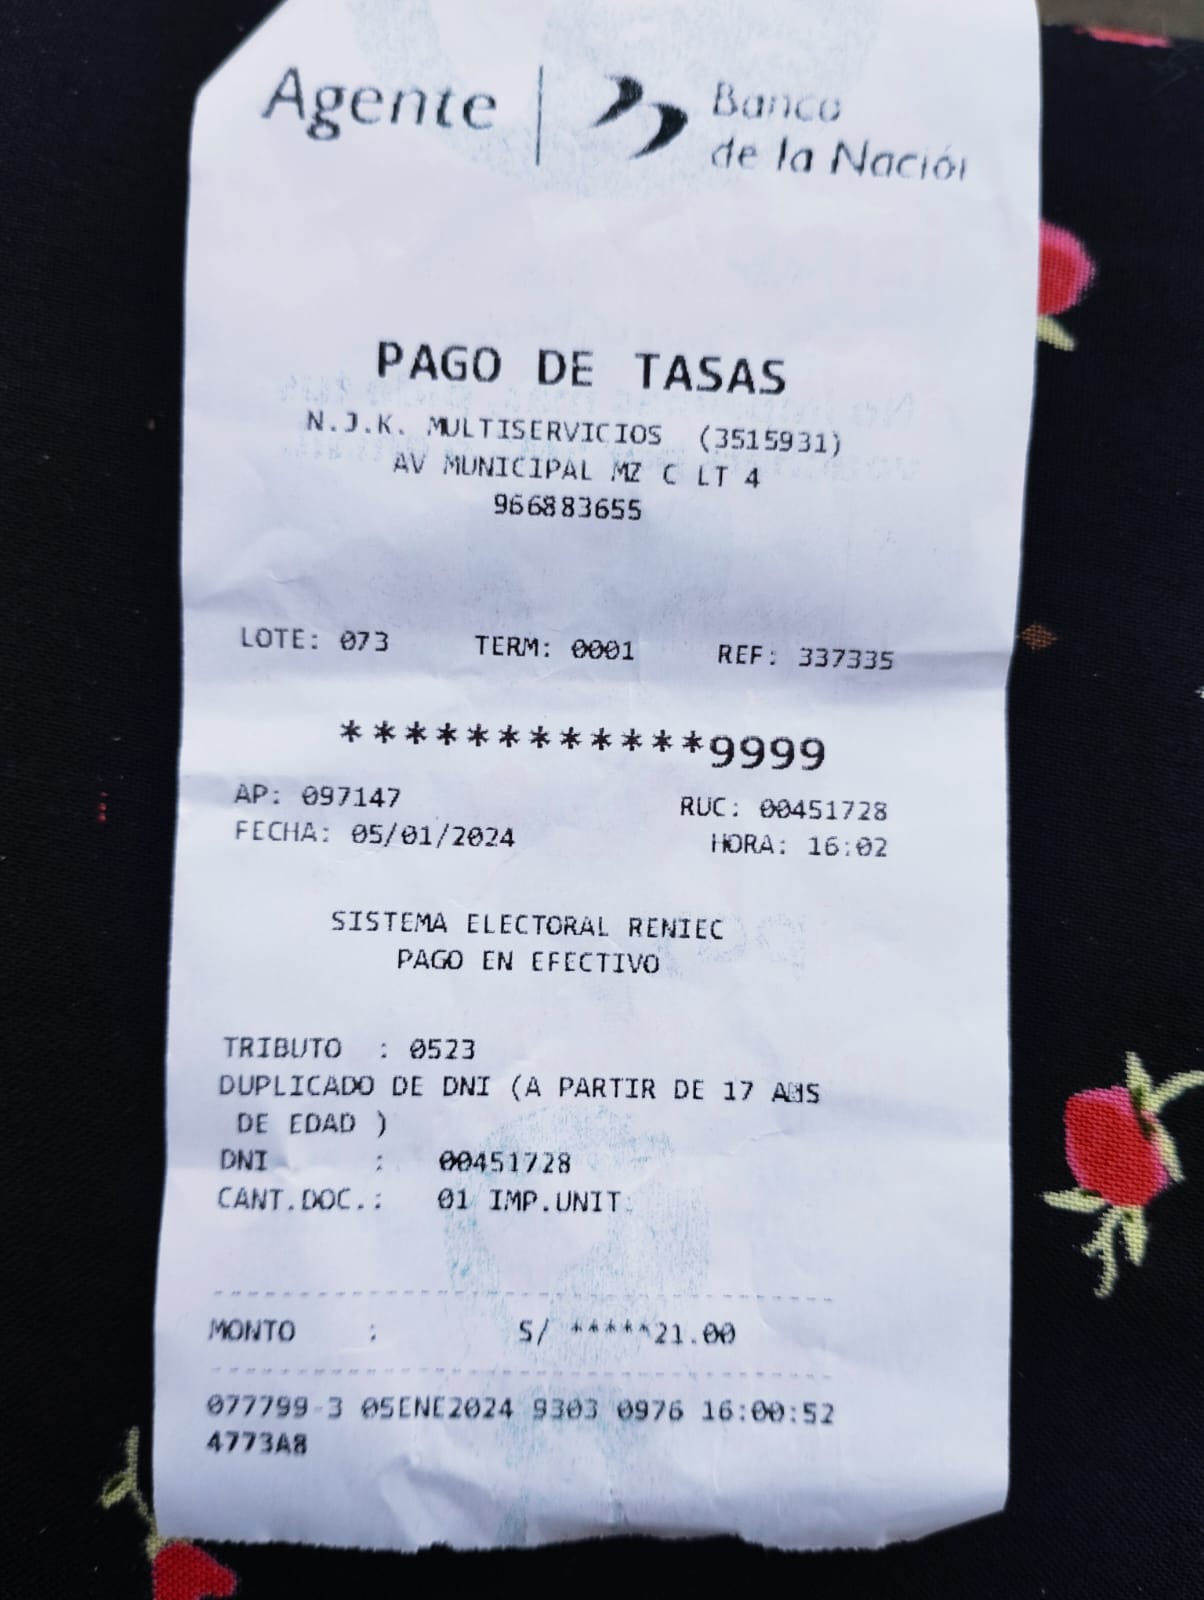 Agente
Banco
de la Nación
PAGO DE TASAS
N.J.K. MULTISERVICIOS (3515931)
AV MUNICIPAL MZ C LT 4
966883655
LOTE: 073 TERM: 0001 REF: 337335
************9999
AP: 097147 RUC: 00451728
FECHA: 05/01/2024 HORA: 16:02
SISTEMA ELECTORAL RENIEC
PAGO EN EFECTIVO
TRIBUTO : 0523
DUPLICADO DE DNI (A PARTIR DE 17
DE EDAD )
DNI : 00451728
CANT.DOC.: 01 IMP.UNIT
MONTO : S/ *****21.00
077799-3 05ENE2024 9303 0976 16:00:52
4773A8